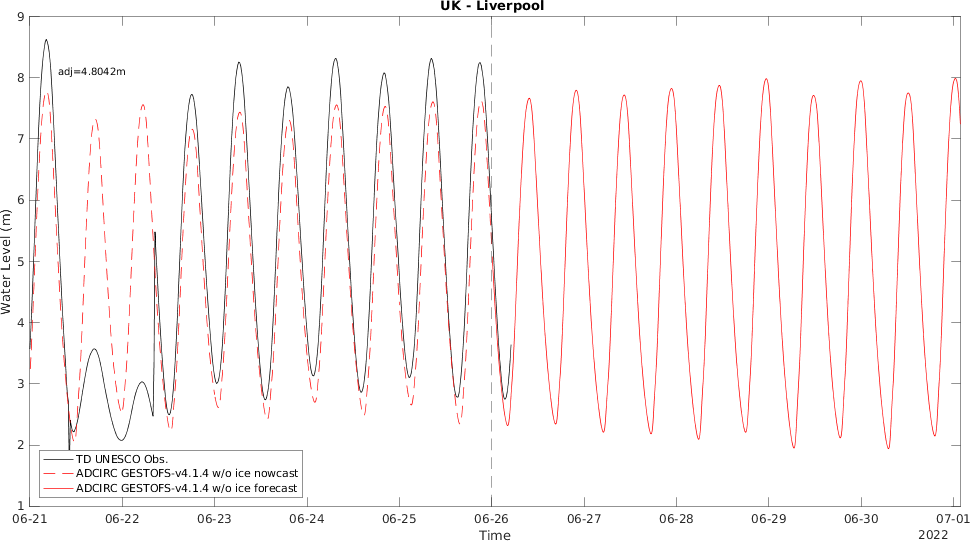 UK - Liverpool
adj=4.8042m
Water Level (m)
9
8
7
6
5
4
3
2
1
TD UNESCO Obs.
ADCIRC GESTOFS-v4.1.4 w/o ice nowcast
ADCIRC GESTOFS-v4.1.4 w/o ice forecast
06-21 06-22 06-23 06-24 06-25 06-26 06-27 06-28 06-29 06-30 07-01
Time
2022